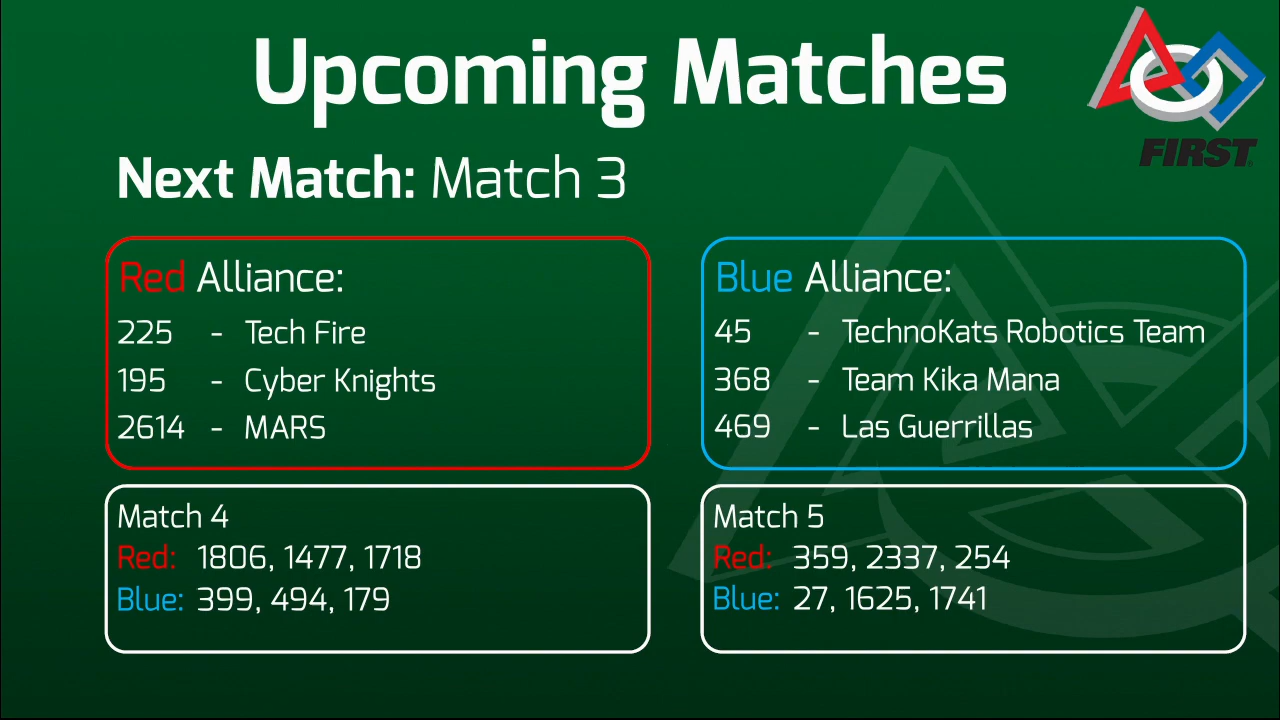 Upcoming Matches
FIRST
Next Match: Match 3
Red Alliance:
225 - Tech Fire
195 - Cyber Knights
2614 - MARS
Blue Alliance:
45 - TechnoKats Robotics Team
368 - Team Kika Mana
469 - Las Guerrillas
Match 4
Red: 1806, 1477, 1718
Blue: 399, 494, 179
Match 5
Red: 359, 2337, 254
Blue: 27, 1625, 1741